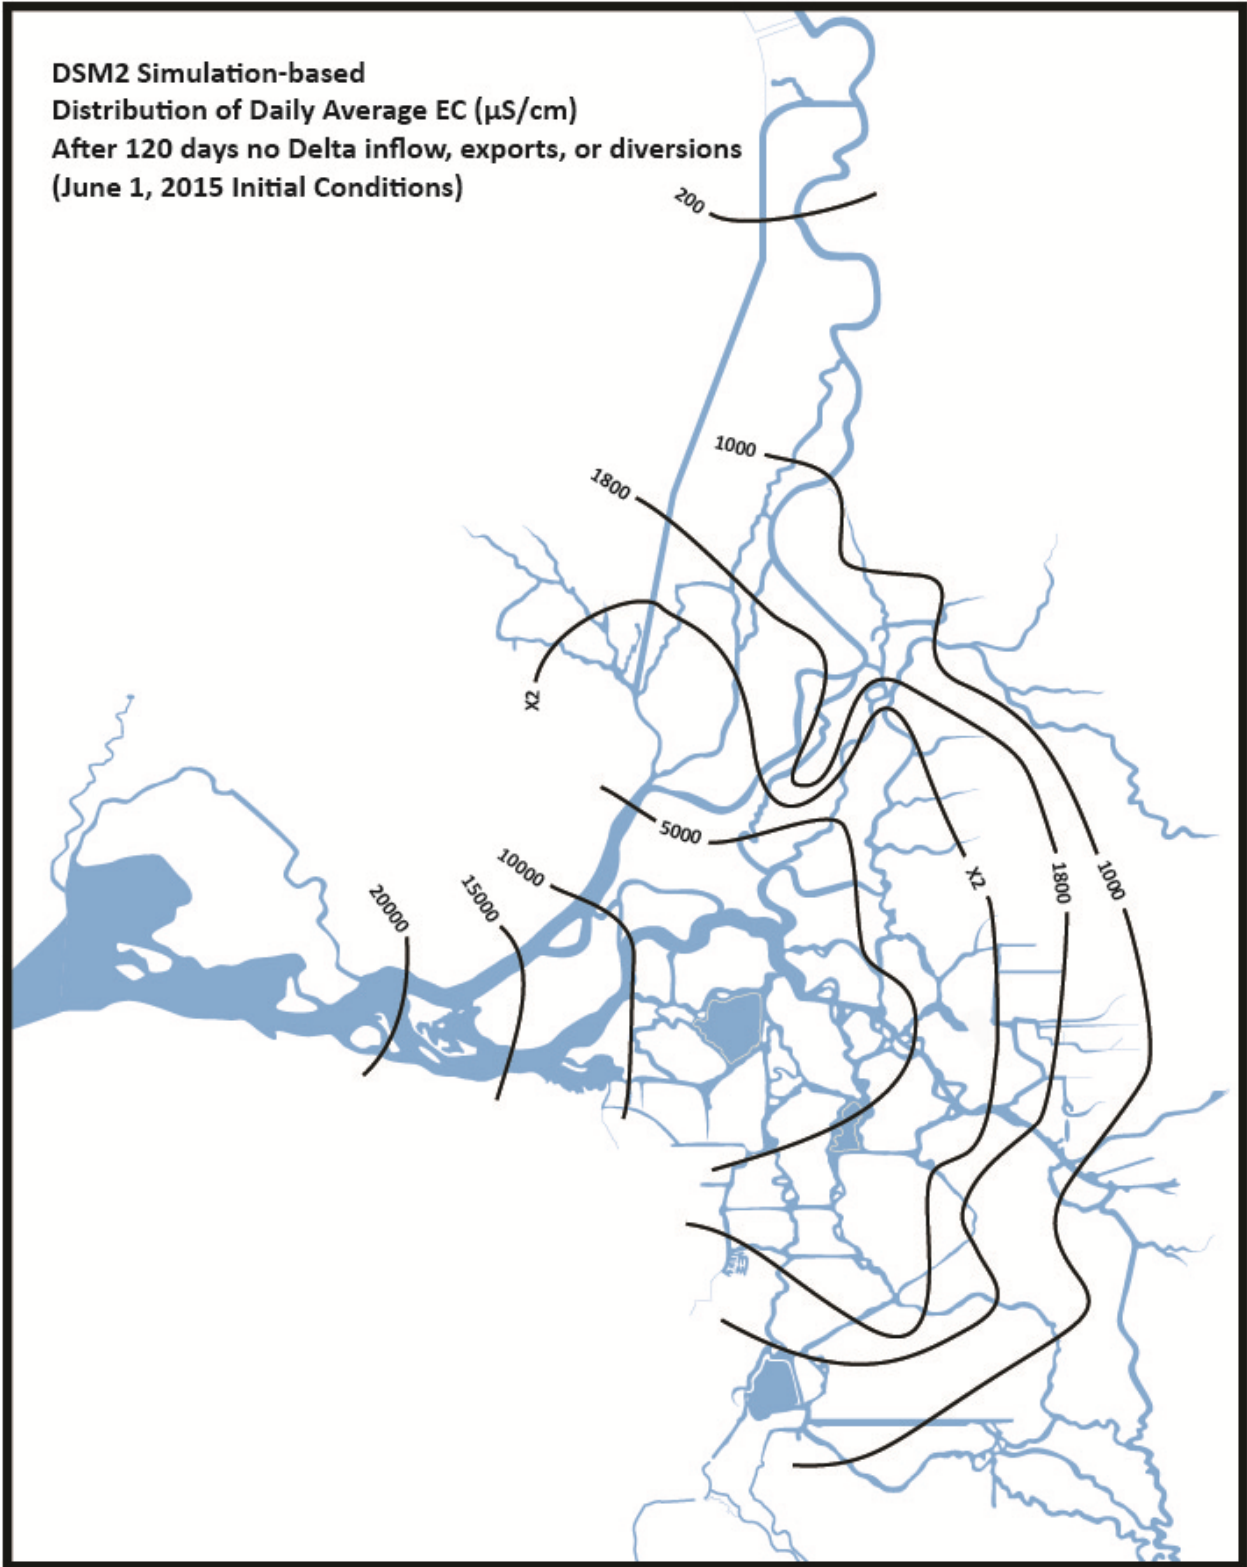 DSM2 Simulation-based
Distribution of Daily Average EC (µS/cm)
After 120 days no Delta inflow, exports, or diversions
(June 1, 2015 Initial Conditions)
200
1000
1800
X2
5000
10000
15000
20000
X2
1800
1000